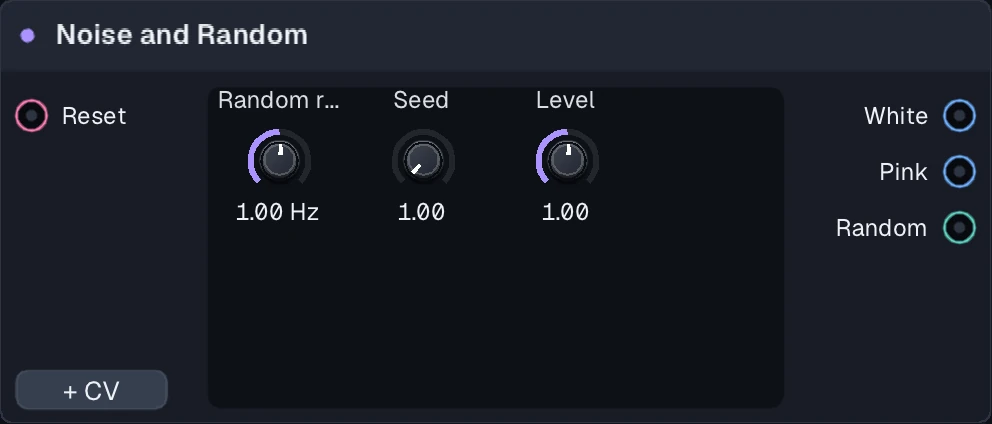 Noise and Random
Reset
Random r...
Seed
Level
1.00 Hz
1.00
1.00
White
Pink
Random
+ CV